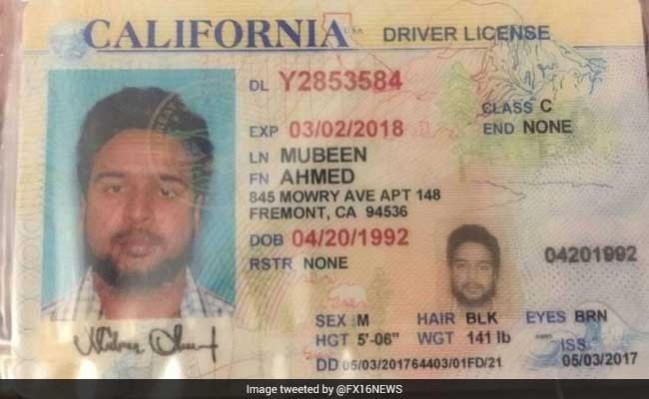 CALIFORNIA DRIVER LICENSE
DL Y2853584
CLASS C
EXP 03/02/2018 END NONE
LN MUBEEN
FN AHMED
845 MOWRY AVE APT 148
FREMONT, CA 94536
DOB 04/20/1992
RSTR NONE 04201992
SEX M HAIR BLK EYES BRN
HGT 5'-06" WGT 141 lb ISS
DD 05/03/201764403/01FD/21 05/03/2017
Image tweeted by @FX16NEWS